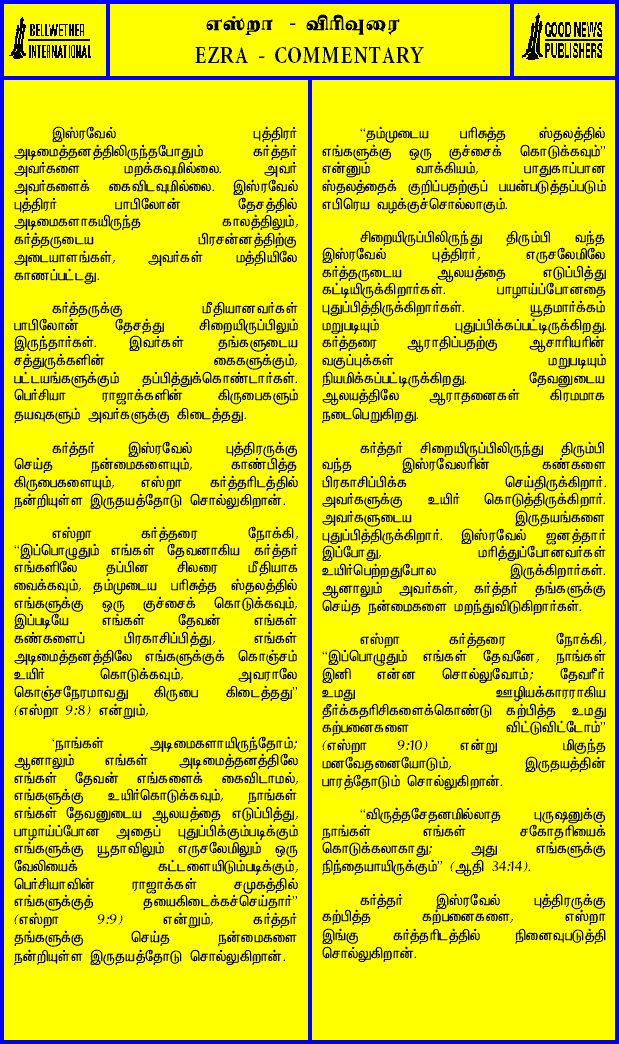 BELLWETHER
INTERNATIONAL
எஸ்றா - விரிவுரை
EZRA - COMMENTARY
GOOD NEWS
PUBLISHERS
இஸ்ரவேல் புத்திரர்
அடிமைத்தனத்திலிருந்தபோதும் கர்த்தர்
அவர்களை மறக்கவுமில்லை. அவர்
அவர்களைக் கைவிடவுமில்லை. இஸ்ரவேல்
புத்திரர் பாபிலோன் தேசத்தில்
அடிமைகளாகயிருந்த காலத்திலும்,
கர்த்தருடைய பிரசன்னத்திற்கு
அடையாளங்கள், அவர்கள் மத்தியிலே
காணப்பட்டது.
கர்த்தருக்கு மீதியானவர்கள்
பாபிலோன் தேசத்து சிறையிருப்பிலும்
இருந்தார்கள். இவர்கள் தங்களுடைய
சத்துருக்களின் கைகளுக்கும்,
பட்டயங்களுக்கும் தப்பித்துக்கொண்டார்கள்.
பெர்சியா ராஜாக்களின் கிருபைகளும்
தயவுகளும் அவர்களுக்கு கிடைத்தது.
கர்த்தர் இஸ்ரவேல் புத்திரருக்கு
செய்த நன்மைகளையும், காண்பித்த
கிருபைகளையும், எஸ்றா கர்த்தரிடத்தில்
நன்றியுள்ள இருதயத்தோடு சொல்லுகிறான்.
எஸ்றா கர்த்தரை நோக்கி,
“இப்பொழுதும் எங்கள் தேவனாகிய கர்த்தர்
எங்களிலே தப்பின சிலரை மீதியாக
வைக்கவும், தம்முடைய பரிசுத்த ஸ்தலத்தில்
எங்களுக்கு ஒரு குச்சைக் கொடுக்கவும்,
இப்படியே எங்கள் தேவன் எங்கள்
கண்களைப் பிரகாசிப்பித்து, எங்கள்
அடிமைத்தனத்திலே எங்களுக்குக் கொஞ்சம்
உயிர் கொடுக்கவும், அவராலே
கொஞ்சநேரமாவது கிருபை கிடைத்தது”
(எஸ்றா 9:8) என்றும்,
‘நாங்கள் அடிமைகளாயிருந்தோம்;
ஆனாலும் எங்கள் அடிமைத்தனத்திலே
எங்கள் தேவன் எங்களைக் கைவிடாமல்,
எங்களுக்கு உயிர்கொடுக்கவும், நாங்கள்
எங்கள் தேவனுடைய ஆலயத்தை எடுப்பித்து,
பாழாய்ப்போன அதைப் புதுப்பிக்கும்படிக்கும்
எங்களுக்கு யூதாவிலும் எருசலேமிலும் ஒரு
வேலியைக் கட்டளையிடும்படிக்கும்,
பெர்சியாவின் ராஜாக்கள் சமுகத்தில்
எங்களுக்குத் தயைகிடைக்கச்செய்தார்”
(எஸ்றா 9:9) என்றும், கர்த்தர்
தங்களுக்கு செய்த நன்மைகளை
நன்றியுள்ள இருதயத்தோடு சொல்லுகிறான்.
“தம்முடைய பரிசுத்த ஸ்தலத்தில்
எங்களுக்கு ஒரு குச்சைக் கொடுக்கவும்”
என்னும் வாக்கியம், பாதுகாப்பான
ஸ்தலத்தைக் குறிப்பதற்குப் பயன்படுத்தப்படும்
எபிரெய வழக்குச்சொல்லாகும்.
சிறையிருப்பிலிருந்து திரும்பி வந்த
இஸ்ரவேல் புத்திரர், எருசலேமிலே
கர்த்தருடைய ஆலயத்தை எடுப்பித்து
கட்டியிருக்கிறார்கள். பாழாய்ப்போனதை
புதுப்பித்திருக்கிறார்கள். யூதமார்க்கம்
மறுபடியும் புதுப்பிக்கப்பட்டிருக்கிறது.
கர்த்தரை ஆராதிப்பதற்கு ஆசாரியரின்
வகுப்புக்கள் மறுபடியும்
நியமிக்கப்பட்டிருக்கிறது. தேவனுடைய
ஆலயத்திலே ஆராதனைகள் கிரமமாக
நடைபெறுகிறது.
கர்த்தர் சிறையிருப்பிலிருந்து திரும்பி
வந்த இஸ்ரவேலரின் கண்களை
பிரகாசிப்பிக்க செய்திருக்கிறார்.
அவர்களுக்கு உயிர் கொடுத்திருக்கிறார்.
அவர்களுடைய இருதயங்களை
புதுப்பித்திருக்கிறார். இஸ்ரவேல் ஜனத்தார்
இப்போது, மரித்துப்போனவர்கள்
உயிர்பெற்றதுபோல இருக்கிறார்கள்.
ஆனாலும் அவர்கள், கர்த்தர் தங்களுக்கு
செய்த நன்மைகளை மறந்துவிடுகிறார்கள்.
எஸ்றா கர்த்தரை நோக்கி,
“இப்பொழுதும் எங்கள் தேவனே, நாங்கள்
இனி என்ன சொல்லுவோம்; தேவரீர்
உமது ஊழியக்காரராகிய
தீர்க்கதரிசிகளைக்கொண்டு கற்பித்த உமது
கற்பனைகளை விட்டுவிட்டோம்”
(எஸ்றா 9:10) என்று மிகுந்த
மனவேதனையோடும், இருதயத்தின்
பாரத்தோடும் சொல்லுகிறான்.
“விருத்தசேதனமில்லாத புருஷனுக்கு
நாங்கள் எங்கள் சகோதரியைக்
கொடுக்கலாகாது; அது எங்களுக்கு
நிந்தையாயிருக்கும்” (ஆதி 34:14).
கர்த்தர் இஸ்ரவேல் புத்திரருக்கு
கற்பித்த கற்பனைகளை, எஸ்றா
இங்கு கர்த்தரிடத்தில் நினைவுபடுத்தி
சொல்லுகிறான்.